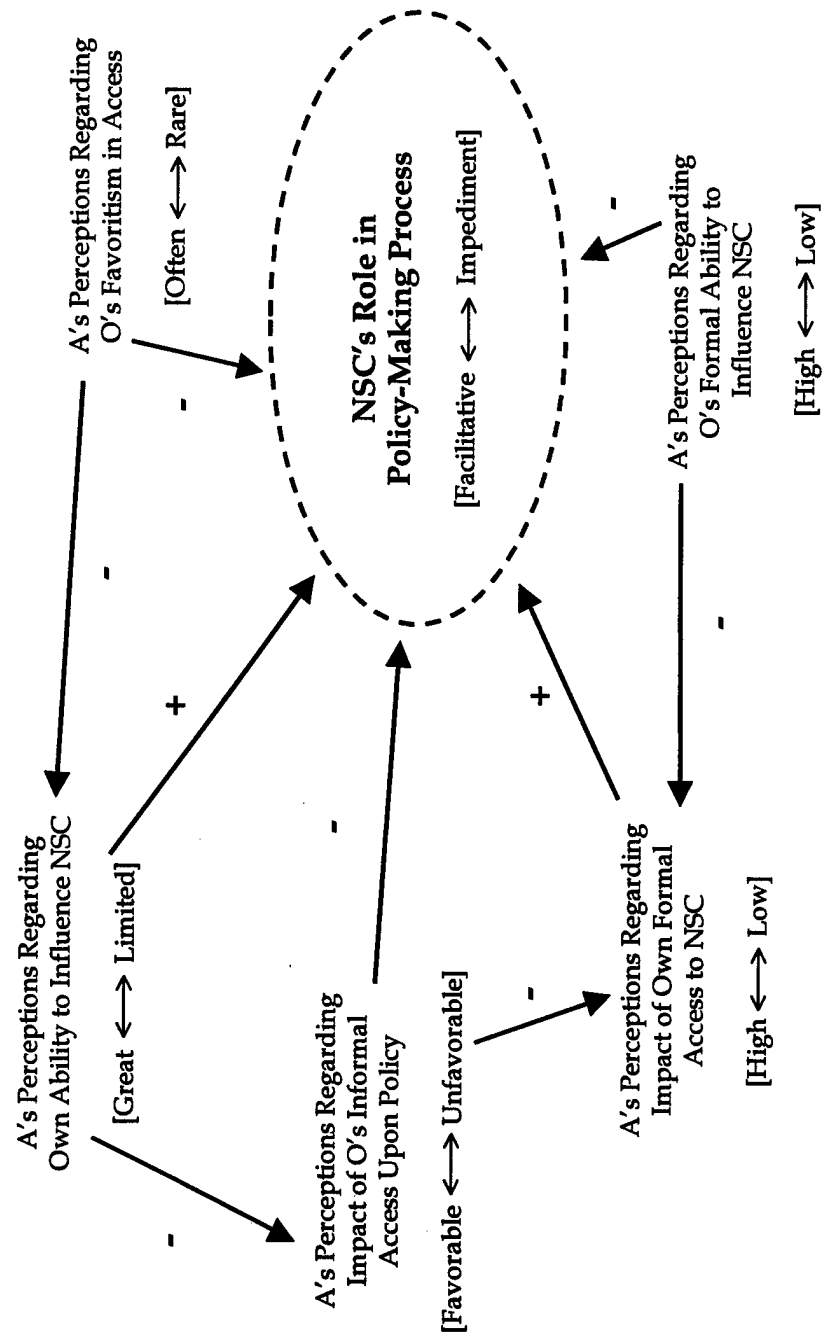 A's Perceptions Regarding
Own Ability to Influence NSC
[Great ⟷ Limited]
-
A's Perceptions Regarding
O's Favoritism in Access
[Often ⟷ Rare]
-
-
+
A's Perceptions Regarding
Impact of O's Informal
Access Upon Policy
[Favorable ⟷ Unfavorable]
-
-
NSC's Role in
Policy-Making Process
[Facilitative ⟷ Impediment]
A's Perceptions Regarding
Impact of Own Formal
Access to NSC
[High ⟷ Low]
+
-
A's Perceptions Regarding
O's Formal Ability to
Influence NSC
[High ⟷ Low]
-